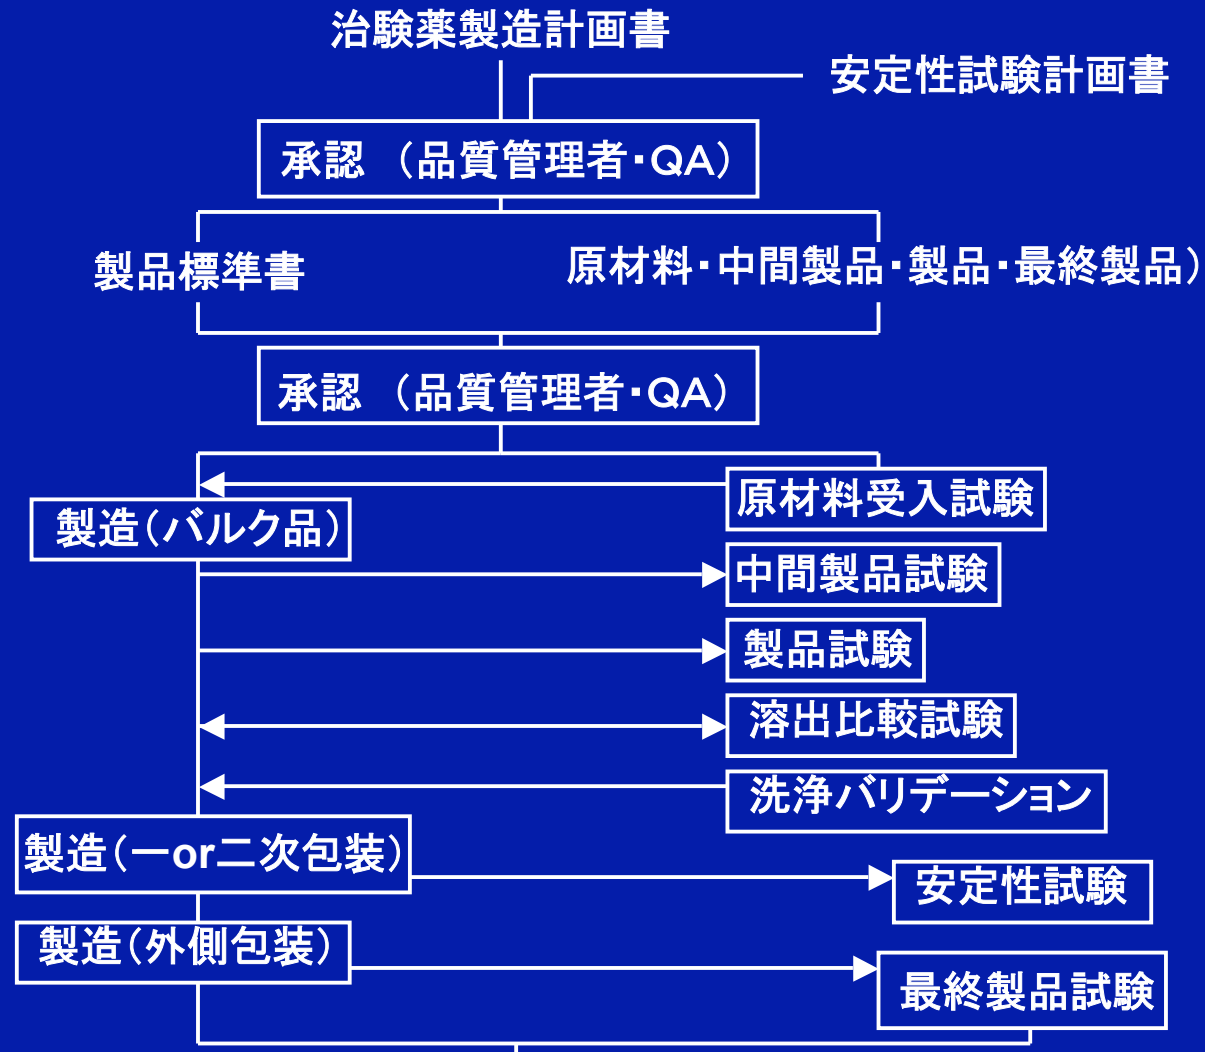 治験薬製造計画書
安定性試験計画書
承認（品質管理者・QA）
製品標準書
原材料・中間製品・製品・最終製品）
承認（品質管理者・QA）
原材料受入試験
製造（バルク品）
中間製品試験
製品試験
溶出比較試験
洗浄バリデーション
製造（一or二次包装）
安定性試験
製造（外側包装）
最終製品試験